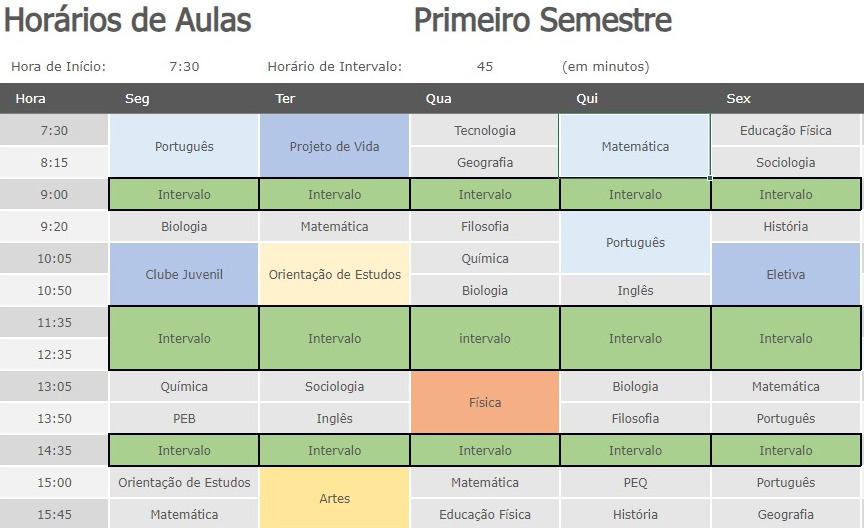 Horários de Aulas Primeiro Semestre
Hora de Início: 7:30 Horário de Intervalo: 45 (em minutos)
Hora Seg Ter Qua Qui Sex
7:30 Português Projeto de Vida Tecnologia Matemática Educação Física
8:15 Geografia Sociologia
9:00 Intervalo Intervalo Intervalo Intervalo Intervalo
9:20 Biologia Matemática Filosofia Português História
10:05 Clube Juvenil Orientação de Estudos Química Eletiva
10:50 Biologia Inglês
11:35 Intervalo Intervalo intervalo Intervalo Intervalo
12:35
13:05 Química Sociologia Física Biologia Matemática
13:50 PEB Inglês Filosofia Português
14:35 Intervalo Intervalo Intervalo Intervalo Intervalo
15:00 Orientação de Estudos Artes Matemática PEQ Português
15:45 Matemática Educação Física História Geografia